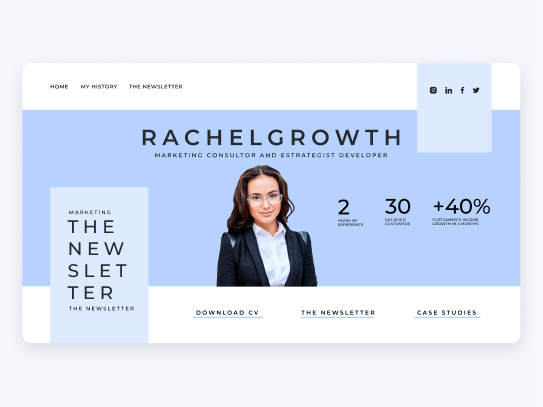 HOME MY HISTORY THE NEWSLETTER
RACHELGROWTH
MARKETING CONSULTOR AND ESTRATEGIST DEVELOPER
MARKETING
THE
NEW
SLET
TER
THE NEWSLETTER
2
YEARS OF
EXPERIENCE
30
SATISFIED
CUSTOMERS
+40%
CUSTOMER'S INCOME
GROWTH IN 5 MONTHS
DOWNLOAD CV THE NEWSLETTER CASE STUDIES